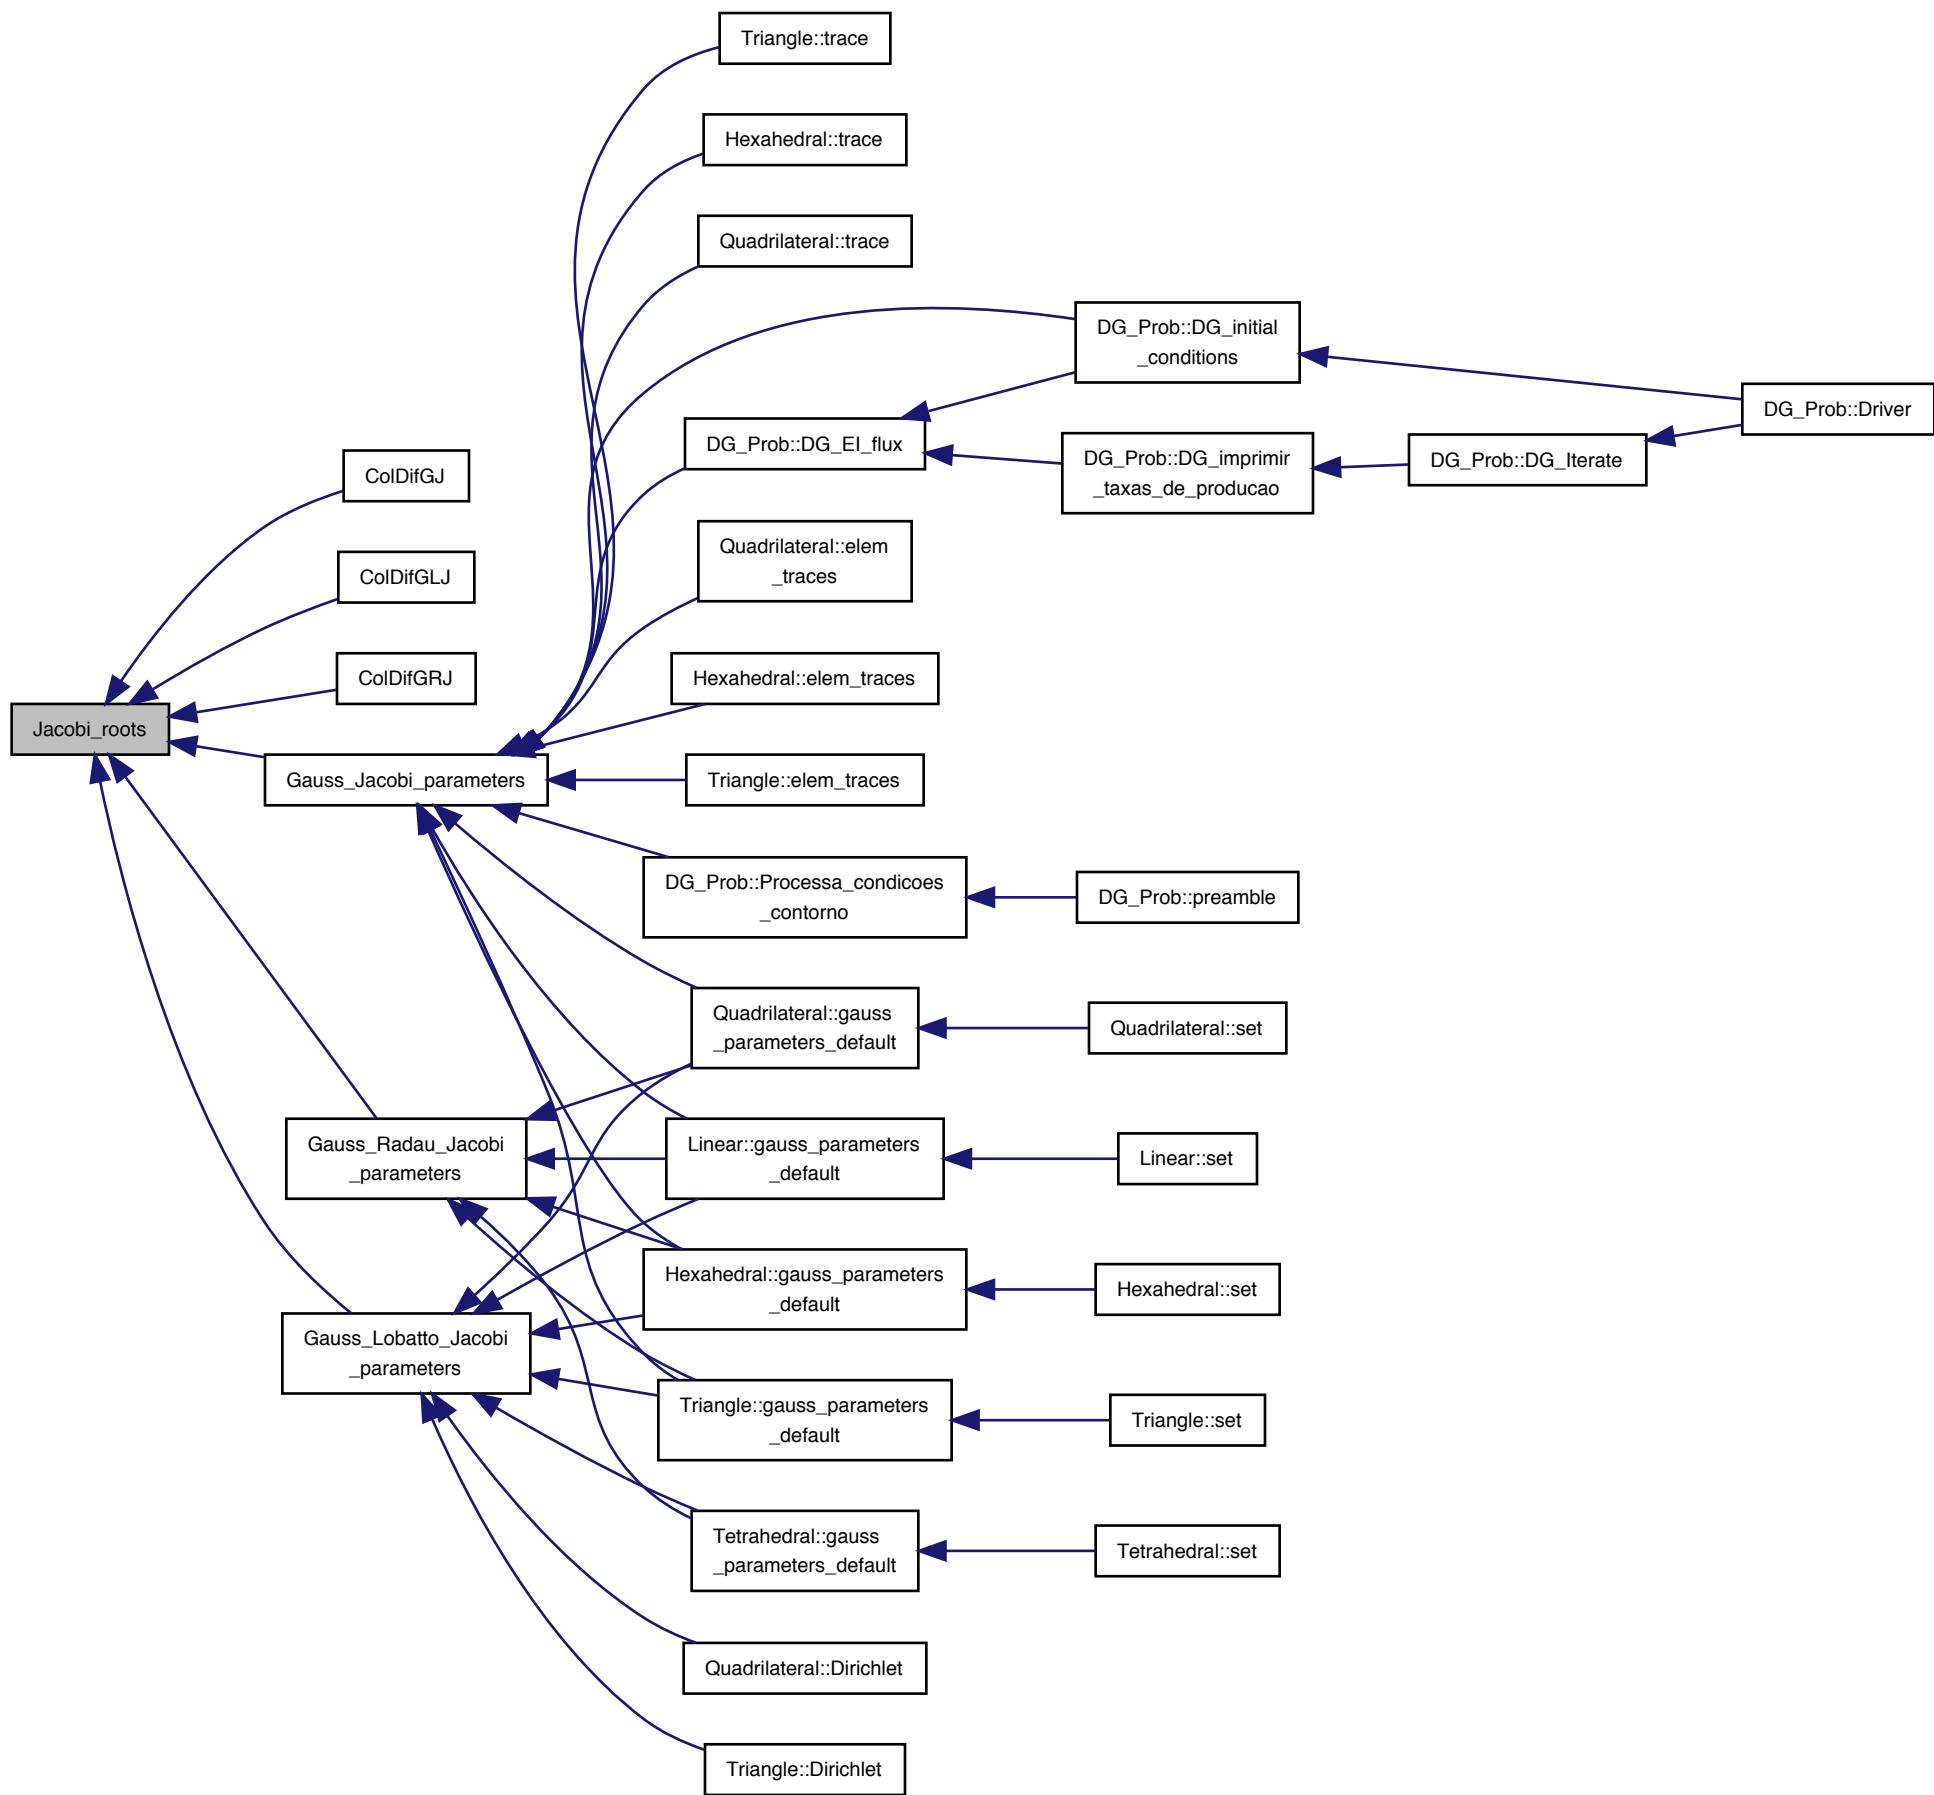 Triangle::trace
Hexahedral::trace
Quadrilateral::trace
DG_Prob::DG_initial
_conditions
DG_Prob::Driver
DG_Prob::DG_EI_flux
DG_Prob::DG_imprimir
_taxas_de_producao
DG_Prob::DG_Iterate
ColDifGJ
Quadrilateral::elem
_traces
ColDifGLJ
ColDifGRJ
Hexahedral::elem_traces
Jacobi_roots
Gauss_Jacobi_parameters
Triangle::elem_traces
DG_Prob::Processa_condicoes
_contorno
DG_Prob::preamble
Quadrilateral::gauss
_parameters_default
Quadrilateral::set
Gauss_Radau_Jacobi
_parameters
Linear::gauss_parameters
_default
Linear::set
Hexahedral::gauss_parameters
_default
Hexahedral::set
Gauss_Lobatto_Jacobi
_parameters
Triangle::gauss_parameters
_default
Triangle::set
Tetrahedral::gauss
_parameters_default
Tetrahedral::set
Quadrilateral::Dirichlet
Triangle::Dirichlet